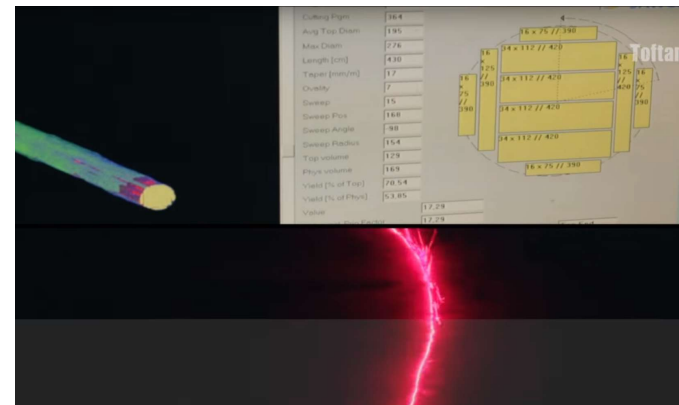 Cutting Pgm 364
Avg Top Diam 195
Max Diam 276
Length [cm] 430
Taper [mm/m] 17
Ovality 7
Sweep 15
Sweep Pos 168
Sweep Angle -98
Sweep Radius 154
Top volume 129
Phys volume 169
Yield [% of Top] 70.54
Yield [% of Phys] 53.85
Value 17.29
17.29
16 x 75 // 390
34 x 112 // 420
34 x 112 // 420
34 x 112 // 420
34 x 112 // 420
16 x 75 // 390
16 x 75 // 390
16 x 125 // 390
16 x 125 // 420
16 x 75 // 390
Toftan